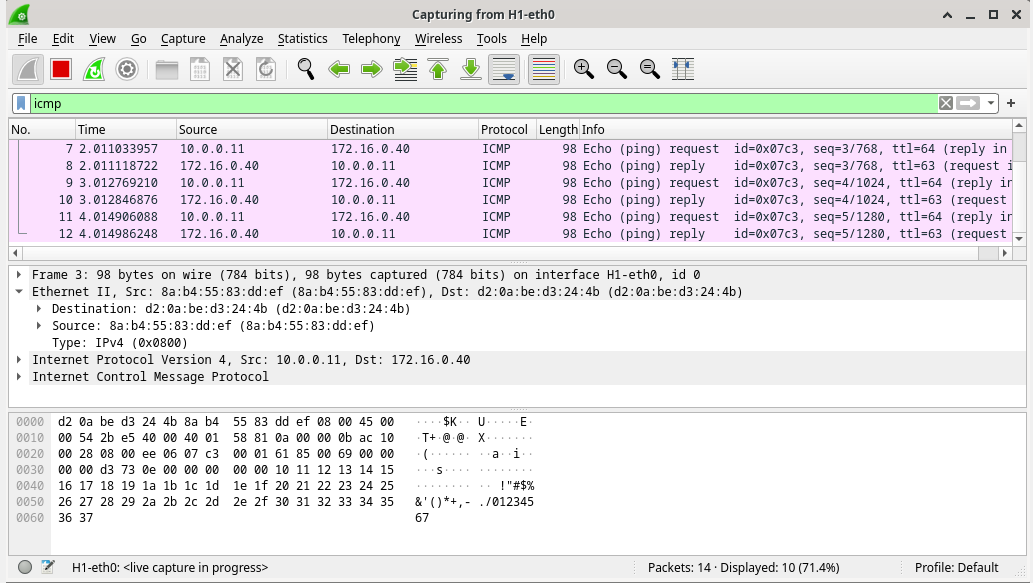 Capturing from H1-eth0
File Edit View Go Capture Analyze Statistics Telephony Wireless Tools Help
icmp
No. Time Source Destination Protocol Length Info
7 2.011033957 10.0.0.11 172.16.0.40 ICMP 98 Echo (ping) request id=0x07c3, seq=3/768, ttl=64 (reply in
8 2.011118722 172.16.0.40 10.0.0.11 ICMP 98 Echo (ping) reply id=0x07c3, seq=3/768, ttl=63 (request i
9 3.012769210 10.0.0.11 172.16.0.40 ICMP 98 Echo (ping) request id=0x07c3, seq=4/1024, ttl=64 (reply in
10 3.012846876 172.16.0.40 10.0.0.11 ICMP 98 Echo (ping) reply id=0x07c3, seq=4/1024, ttl=63 (request
11 4.014906088 10.0.0.11 172.16.0.40 ICMP 98 Echo (ping) request id=0x07c3, seq=5/1280, ttl=64 (reply in
12 4.014986248 172.16.0.40 10.0.0.11 ICMP 98 Echo (ping) reply id=0x07c3, seq=5/1280, ttl=63 (request
Frame 3: 98 bytes on wire (784 bits), 98 bytes captured (784 bits) on interface H1-eth0, id 0
Ethernet II, Src: 8a:b4:55:83:dd:ef (8a:b4:55:83:dd:ef), Dst: d2:0a:be:d3:24:4b (d2:0a:be:d3:24:4b)
Destination: d2:0a:be:d3:24:4b (d2:0a:be:d3:24:4b)
Source: 8a:b4:55:83:dd:ef (8a:b4:55:83:dd:ef)
Type: IPv4 (0x0800)
Internet Protocol Version 4, Src: 10.0.0.11, Dst: 172.16.0.40
Internet Control Message Protocol
0000 d2 0a be d3 24 4b 8a b4 55 83 dd ef 08 00 45 00 ····$K·· U·····E·
0010 00 54 2b e5 40 00 40 01 58 81 0a 00 00 0b ac 10 ·T+·@·@· X·······
0020 00 28 08 00 ee 06 07 c3 00 01 61 85 00 69 00 00 ·(······ ··a··i··
0030 00 00 d3 73 0e 00 00 00 00 00 10 11 12 13 14 15 ···s···· ········
0040 16 17 18 19 1a 1b 1c 1d 1e 1f 20 21 22 23 24 25 ········ ·· !"#$%
0050 26 27 28 29 2a 2b 2c 2d 2e 2f 30 31 32 33 34 35 &'()*+,- ./012345
0060 36 37 67
H1-eth0: <live capture in progress> Packets: 14 · Displayed: 10 (71.4%) Profile: Default